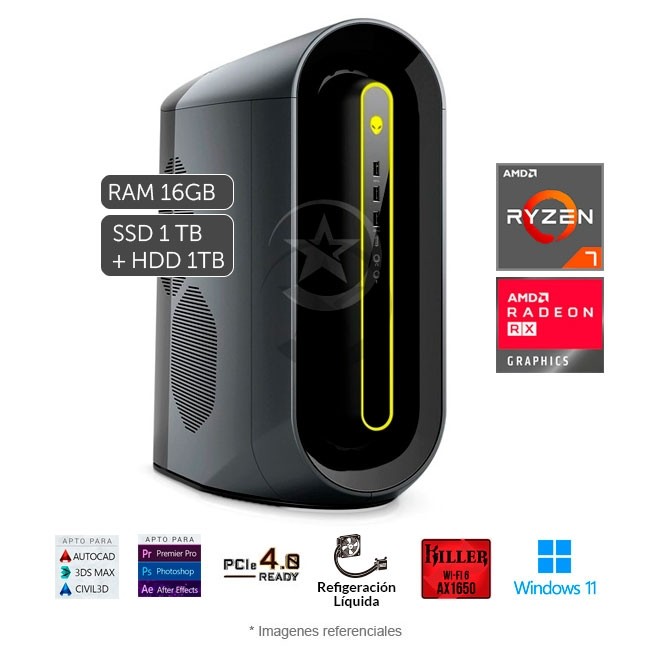 RAM 16GB
SSD 1 TB
+ HDD 1TB
AMD
RYZEN
7
AMD
RADEON
RX
GRAPHICS
APTO PARA
AUTOCAD
3DS MAX
CIVIL3D
APTO PARA
Pr Premier Pro
Ps Photoshop
Ae After Effects
PCIe 4.0
READY
Refigeración
Líquida
KILLER
WI-FI 6
AX1650
Windows 11
* Imagenes referenciales